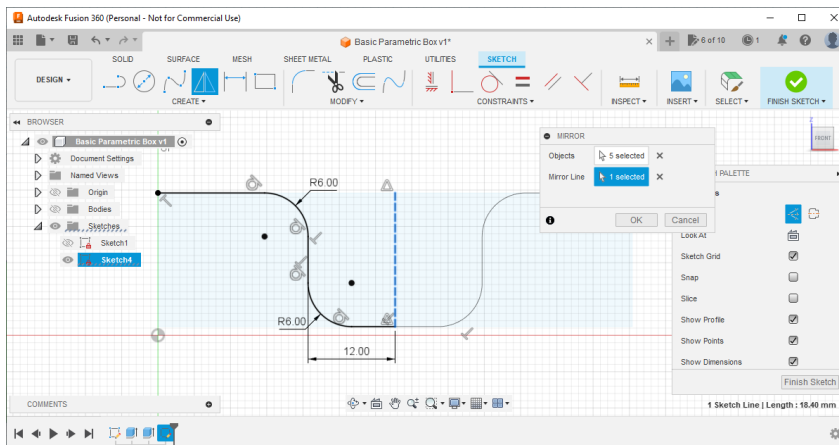 Autodesk Fusion 360 (Personal - Not for Commercial Use)
Basic Parametric Box v1*
6 of 10
1
SOLID SURFACE MESH SHEET METAL PLASTIC UTILITIES SKETCH
DESIGN
CREATE MODIFY CONSTRAINTS INSPECT INSERT SELECT FINISH SKETCH
BROWSER
Basic Parametric Box v1
Document Settings
Named Views
Origin
Bodies
Sketches
Sketch1
Sketch4
R6.00
R6.00
12.00
MIRROR
Objects 5 selected
Mirror Line 1 selected
OK Cancel
FRONT
PALETTE
Look At
Sketch Grid
Snap
Slice
Show Profile
Show Points
Show Dimensions
Finish Sketch
COMMENTS
1 Sketch Line | Length : 18.40 mm